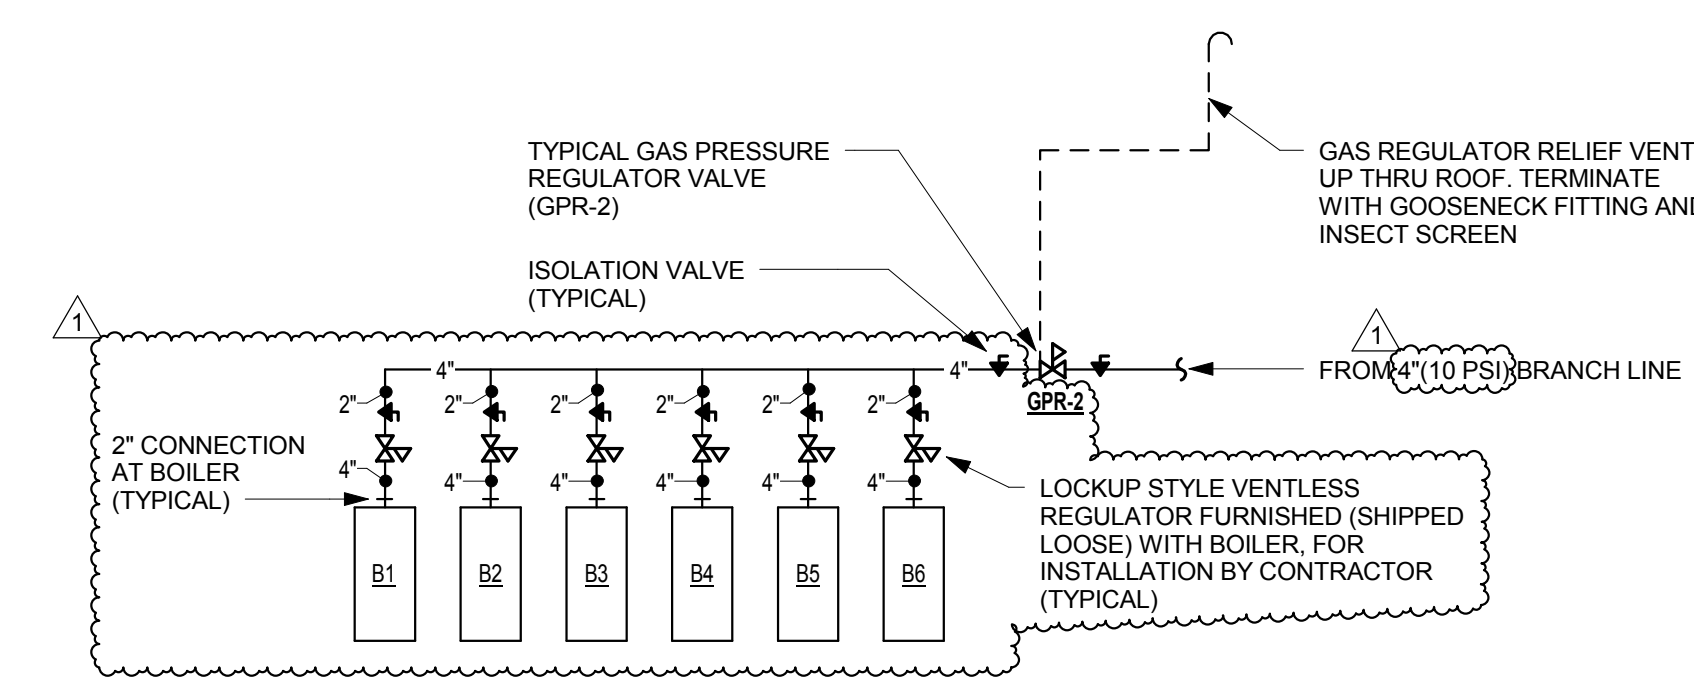 TYPICAL GAS PRESSURE
REGULATOR VALVE
(GPR-2)
GAS REGULATOR RELIEF VENT
UP THRU ROOF. TERMINATE
WITH GOOSENECK FITTING AND
INSECT SCREEN
ISOLATION VALVE
(TYPICAL)
1
1
4"
4"
FROM 4"(10 PSI) BRANCH LINE
GPR-2
2"
2"
2"
2"
2"
2"
2" CONNECTION
AT BOILER
(TYPICAL)
4"
4"
4"
4"
4"
4"
LOCKUP STYLE VENTLESS
REGULATOR FURNISHED (SHIPPED
LOOSE) WITH BOILER, FOR
INSTALLATION BY CONTRACTOR
(TYPICAL)
B1
B2
B3
B4
B5
B6